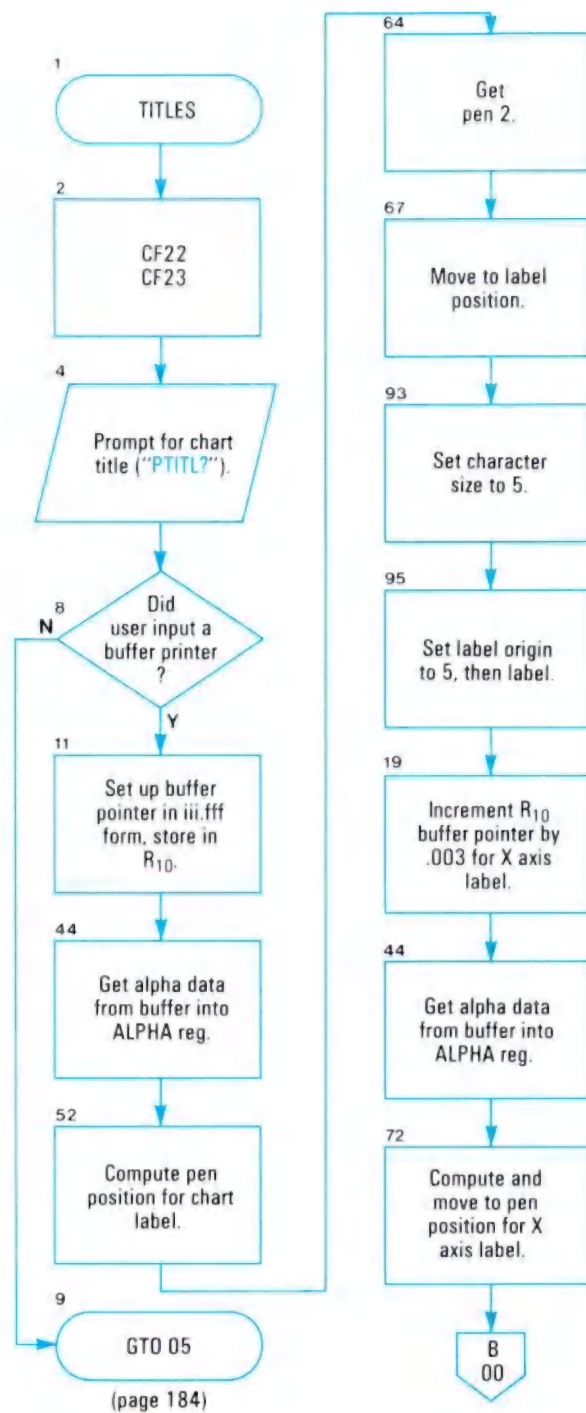 1
TITLES
2
CF22
CF23
4
Prompt for chart
title ("PTITL?").
8
Did
user input a
buffer printer
?
N
Y
11
Set up buffer
pointer in iii.fff
form, store in
R10.
44
Get alpha data
from buffer into
ALPHA reg.
52
Compute pen
position for chart
label.
9
GTO 05
(page 184)
64
Get
pen 2.
67
Move to label
position.
93
Set character
size to 5.
95
Set label origin
to 5, then label.
19
Increment R10
buffer pointer by
.003 for X axis
label.
44
Get alpha data
from buffer into
ALPHA reg.
72
Compute and
move to pen
position for X
axis label.
B
00